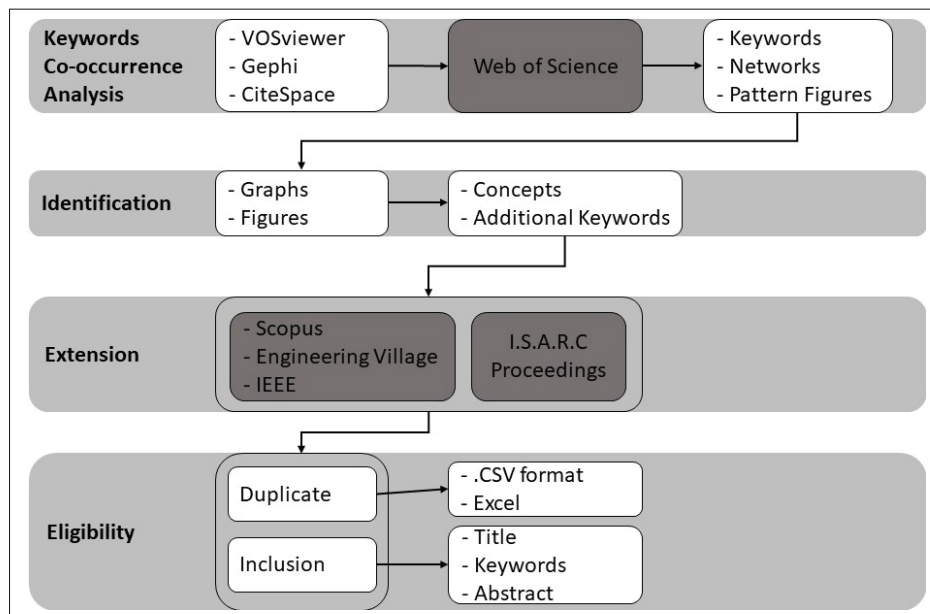 Keywords
Co-occurrence
Analysis
- VOSviewer
- Gephi
- CiteSpace
Web of Science
- Keywords
- Networks
- Pattern Figures
Identification
- Graphs
- Figures
- Concepts
- Additional Keywords
Extension
- Scopus
- Engineering Village
- IEEE
I.S.A.R.C
Proceedings
Eligibility
Duplicate
- .CSV format
- Excel
Inclusion
- Title
- Keywords
- Abstract